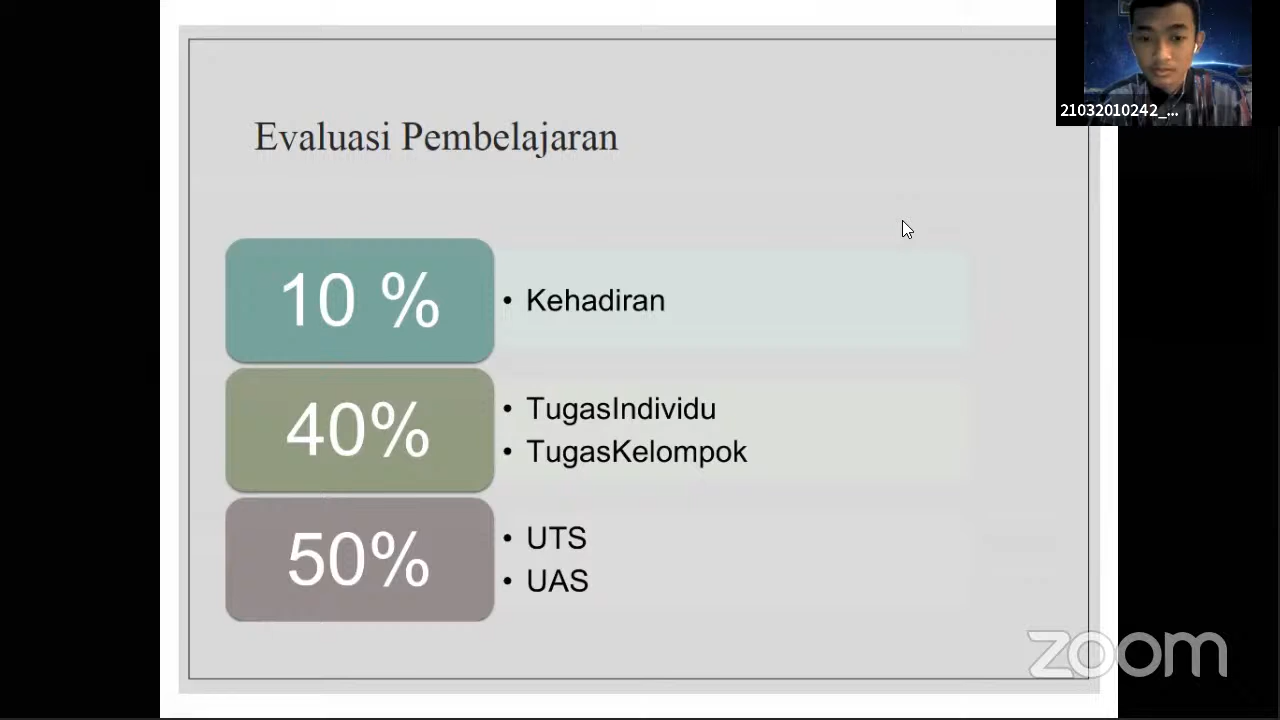 21032010242_...
Evaluasi Pembelajaran
10 %
• Kehadiran
40%
• TugasIndividu
• TugasKelompok
50%
• UTS
• UAS
zoom